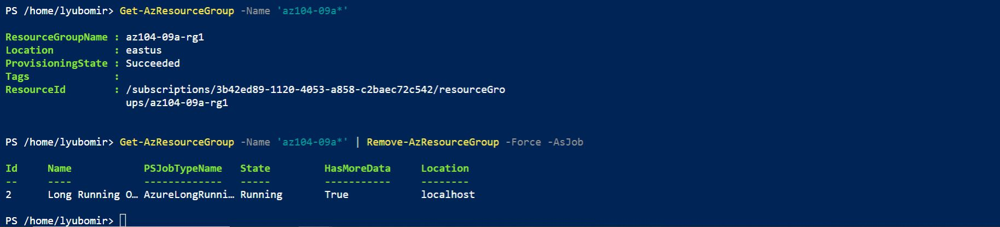 PS /home/lyubomir> Get-AzResourceGroup -Name 'az104-09a*'
ResourceGroupName : az104-09a-rg1
Location : eastus
ProvisioningState : Succeeded
Tags :
ResourceId : /subscriptions/3b42ed89-1120-4053-a858-c2baec72c542/resourceGro
ups/az104-09a-rg1
PS /home/lyubomir> Get-AzResourceGroup -Name 'az104-09a*' | Remove-AzResourceGroup -Force -AsJob
Id Name PSJobTypeName State HasMoreData Location
-- ---- ------------- ----- ----------- --------
2 Long Running O… AzureLongRunni… Running True localhost
PS /home/lyubomir>